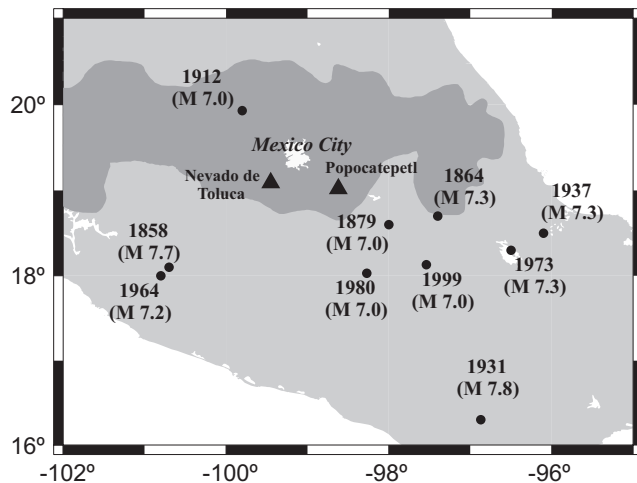 1912
(M 7.0)
20º
Mexico City
Nevado de
Toluca
Popocatepetl
1864
(M 7.3)
1937
(M 7.3)
1879
(M 7.0)
1858
(M 7.7)
18º
1964
(M 7.2)
1980
(M 7.0)
1999
(M 7.0)
1973
(M 7.3)
1931
(M 7.8)
16º
-102º -100º -98º -96º